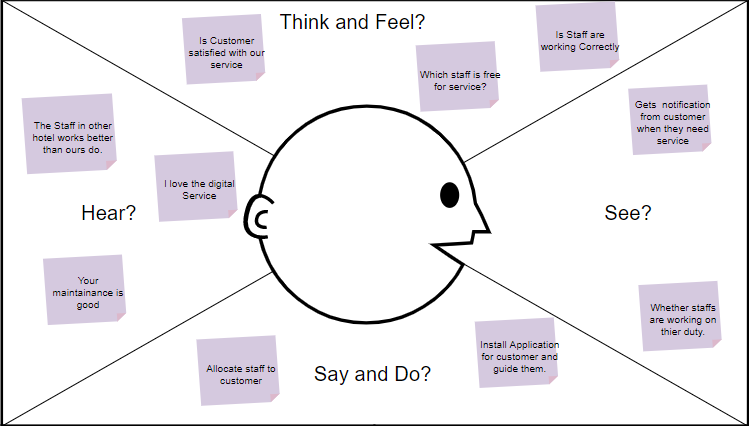 Think and Feel?
Is Customer
satisfied with our
service
Which staff is free
for service?
Is Staff are
working Correctly
Hear?
The Staff in other
hotel works better
than ours do.
I love the digital
Service
Your
maintainance is
good
See?
Gets notification
from customer
when they need
service
Whether staffs
are working on
thier duty.
Say and Do?
Allocate staff to
customer
Install Application
for customer and
guide them.